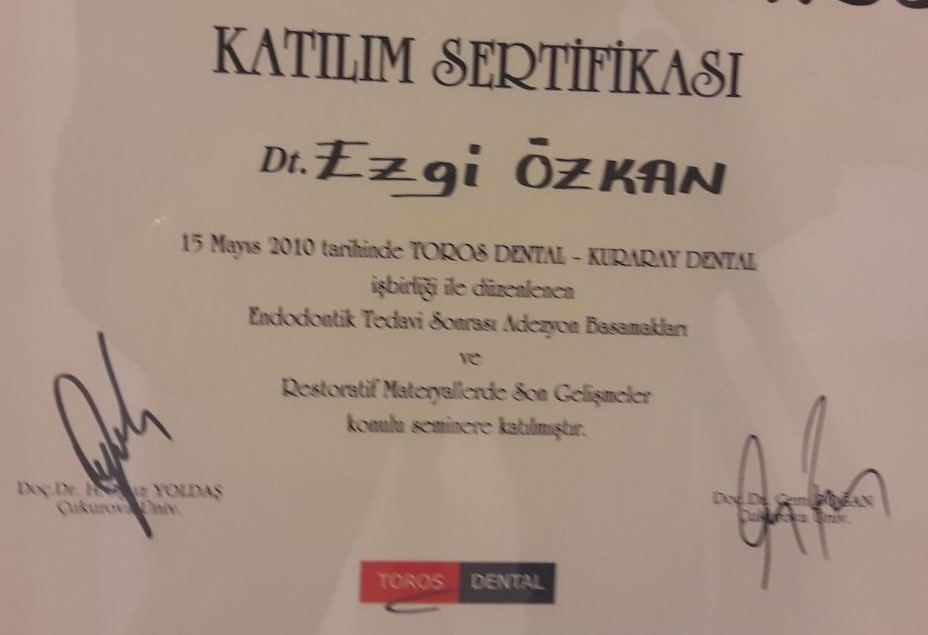 KATILIM SERTİFİKASI
Dt. Ezgi ÖZKAN
15 Mayıs 2010 tarihinde TOROS DENTAL - KURARAY DENTAL
işbirliği ile düzenlenen
Endodontik Tedavi Sonrası Adezyon Basamakları
ve
Restoratif Materyallerde Son Gelişmeler
konulu seminere katılmıştır.
Doç.Dr. YOLDAŞ
Çukurova Üniv.
Doç.Dr. Cem
Çukurova Üniv.
TOROS DENTAL